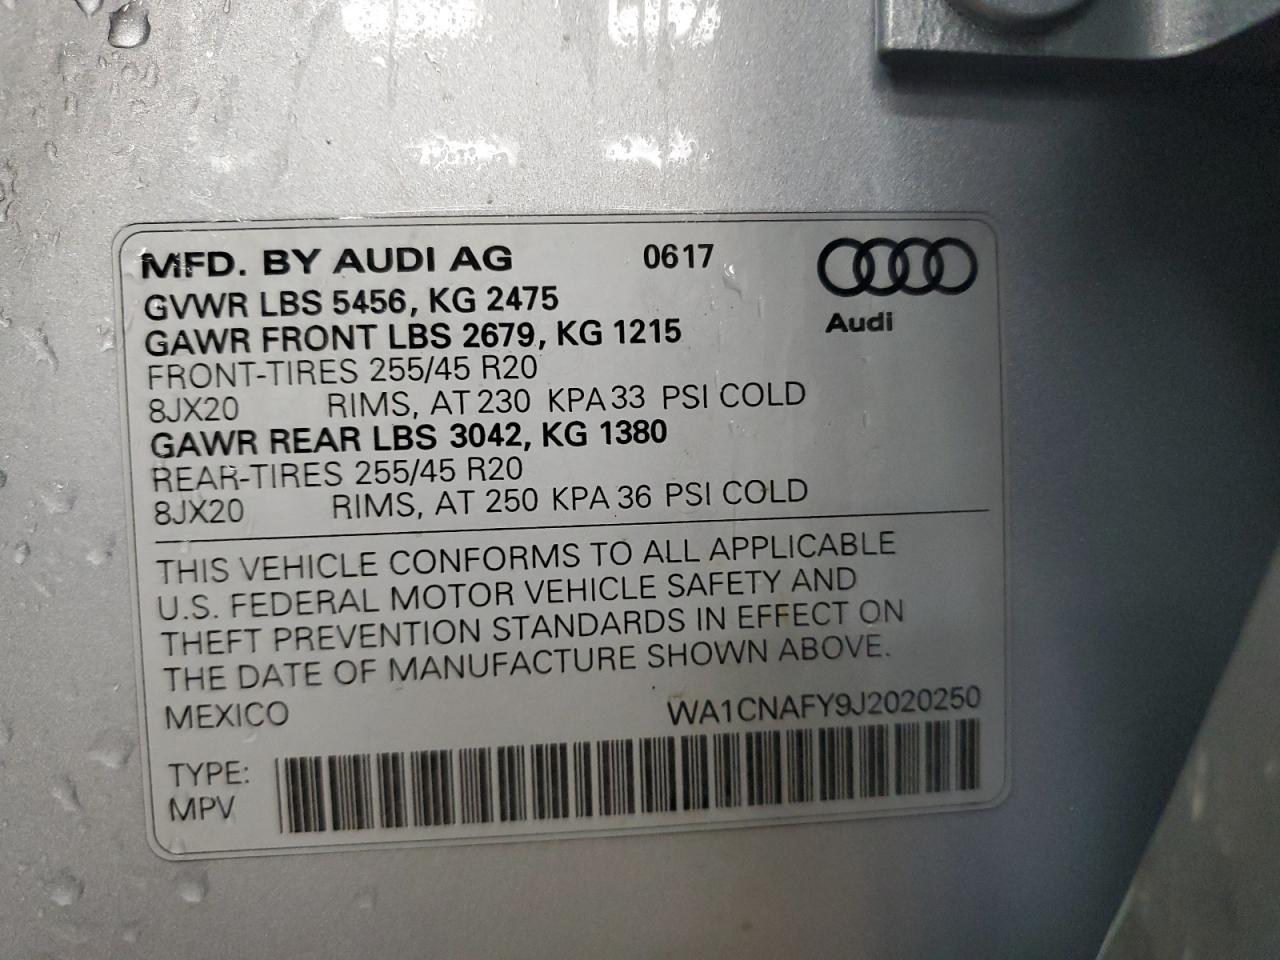 MFD. BY AUDI AG 0617
Audi
GVWR LBS 5456, KG 2475
GAWR FRONT LBS 2679, KG 1215
FRONT-TIRES 255/45 R20
8JX20 RIMS, AT 230 KPA 33 PSI COLD
GAWR REAR LBS 3042, KG 1380
REAR-TIRES 255/45 R20
8JX20 RIMS, AT 250 KPA 36 PSI COLD
THIS VEHICLE CONFORMS TO ALL APPLICABLE
U.S. FEDERAL MOTOR VEHICLE SAFETY AND
THEFT PREVENTION STANDARDS IN EFFECT ON
THE DATE OF MANUFACTURE SHOWN ABOVE.
MEXICO WA1CNAFY9J2020250
TYPE:
MPV